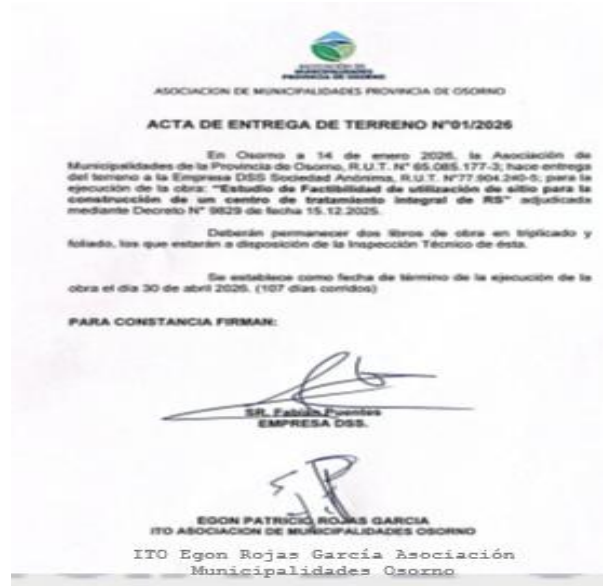 ASOCIACIÓN DE
MUNICIPALIDADES
PROVINCIA DE OSORNO
ASOCIACION DE MUNICIPALIDADES PROVINCIA DE OSORNO
ACTA DE ENTREGA DE TERRENO N°01/2026
En Osorno a 14 de enero 2026, la Asociación de
Municipalidades de la Provincia de Osorno, R.U.T. N° 65.085.177-3; hace entrega
del terreno a la Empresa DSS Sociedad Anónima, R.U.T. N°77.904.240-5; para la
ejecución de la obra: "Estudio de Factibilidad de utilización de sitio para la
construcción de un centro de tratamiento integral de RS" adjudicada
mediante Decreto N° 9829 de fecha 15.12.2025.
Deberán permanecer dos libros de obra en triplicado y
foliado, los que estarán a disposición de la Inspección Técnico de ésta.
Se establece como fecha de término de la ejecución de la
obra el día 30 de abril 2026. (107 días corridos)
PARA CONSTANCIA FIRMAN:
SR. Fabián Puentes
EMPRESA DSS.
EGON PATRICIO ROJAS GARCIA
ITO ASOCIACION DE MUNICIPALIDADES OSORNO
ITO Egon Rojas García Asociación
Municipalidades Osorno